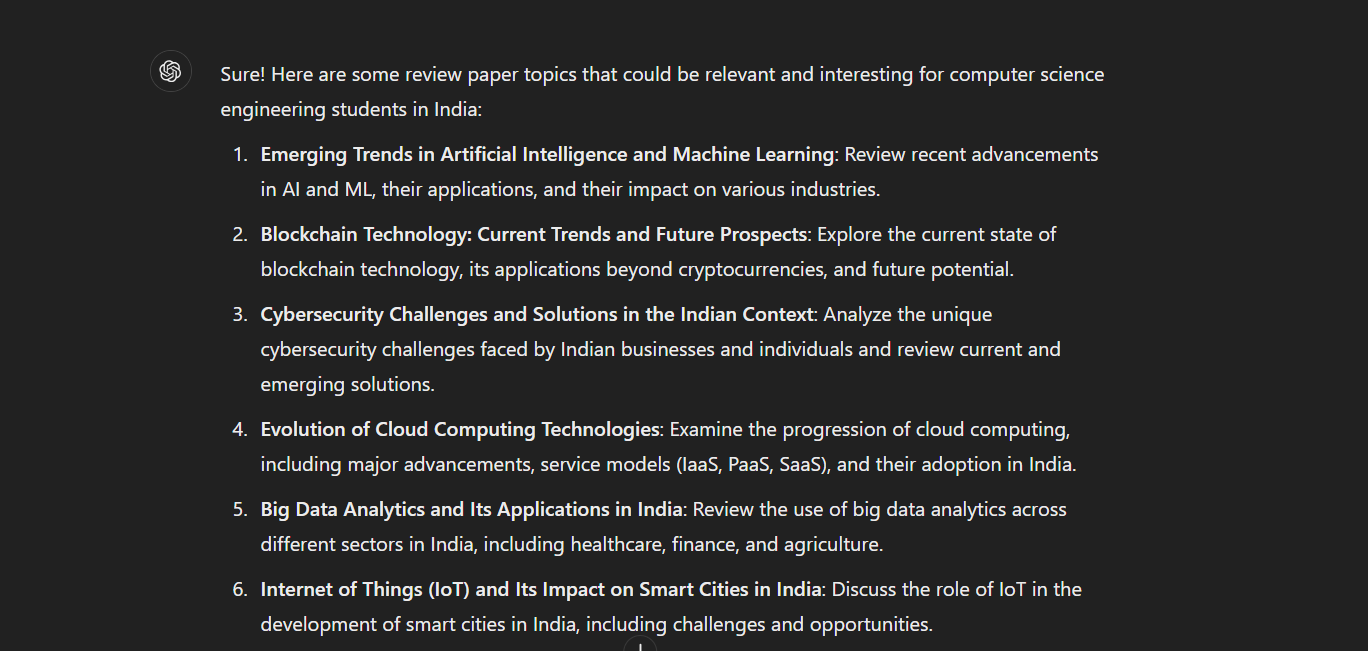 Sure! Here are some review paper topics that could be relevant and interesting for computer science
engineering students in India:
1. Emerging Trends in Artificial Intelligence and Machine Learning: Review recent advancements
in AI and ML, their applications, and their impact on various industries.
2. Blockchain Technology: Current Trends and Future Prospects: Explore the current state of
blockchain technology, its applications beyond cryptocurrencies, and future potential.
3. Cybersecurity Challenges and Solutions in the Indian Context: Analyze the unique
cybersecurity challenges faced by Indian businesses and individuals and review current and
emerging solutions.
4. Evolution of Cloud Computing Technologies: Examine the progression of cloud computing,
including major advancements, service models (IaaS, PaaS, SaaS), and their adoption in India.
5. Big Data Analytics and Its Applications in India: Review the use of big data analytics across
different sectors in India, including healthcare, finance, and agriculture.
6. Internet of Things (IoT) and Its Impact on Smart Cities in India: Discuss the role of IoT in the
development of smart cities in India, including challenges and opportunities.